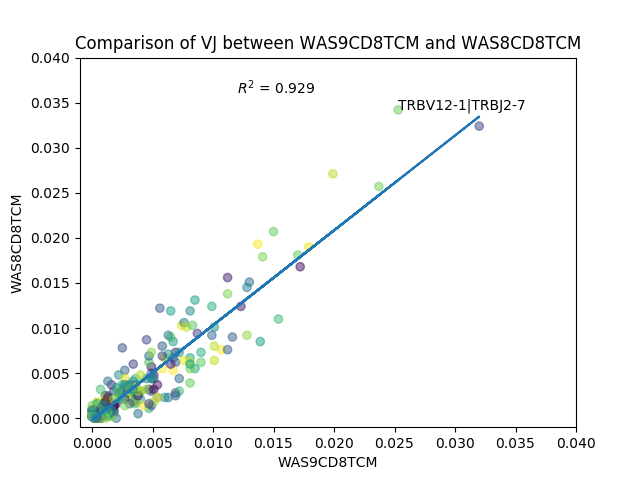 Comparison of VJ between WAS9CD8TCM and WAS8CD8TCM
0.040
R² = 0.929
0.035
TRBV12-1|TRBJ2-7
0.030
0.025
0.020
WAS8CD8TCM
0.015
0.010
0.005
0.000
0.000 0.005 0.010 0.015 0.020 0.025 0.030 0.035 0.040
WAS9CD8TCM